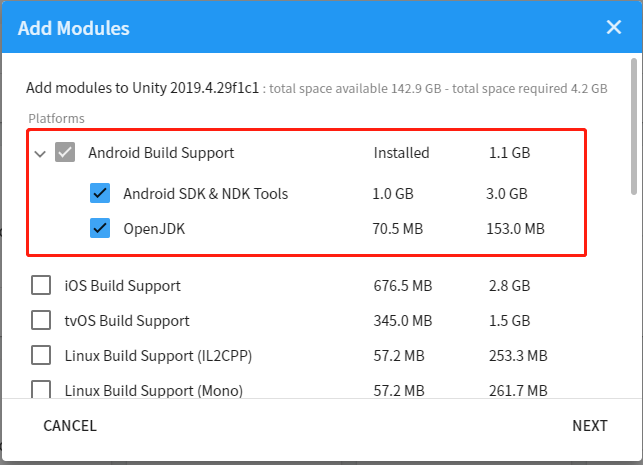 Add Modules
Add modules to Unity 2019.4.29f1c1 : total space available 142.9 GB - total space required 4.2 GB
Platforms
Android Build Support Installed 1.1 GB
Android SDK & NDK Tools 1.0 GB 3.0 GB
OpenJDK 70.5 MB 153.0 MB
iOS Build Support 676.5 MB 2.8 GB
tvOS Build Support 345.0 MB 1.5 GB
Linux Build Support (IL2CPP) 57.2 MB 253.3 MB
Linux Build Support (Mono) 57.2 MB 261.7 MB
CANCEL NEXT